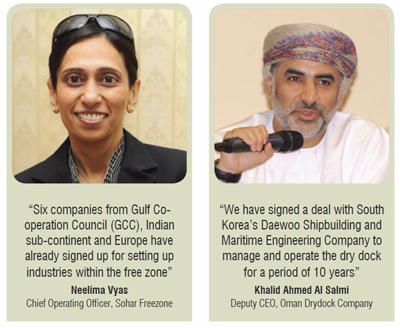 “Six companies from Gulf Co-
operation Council (GCC), Indian
sub-continent and Europe have
already signed up for setting up
industries within the free zone”
Neelima Vyas
Chief Operating Officer, Sohar Freezone
“We have signed a deal with South
Korea’s Daewoo Shipbuilding and
Maritime Engineering Company to
manage and operate the dry dock
for a period of 10 years”
Khalid Ahmed Al Salmi
Deputy CEO, Oman Drydock Company